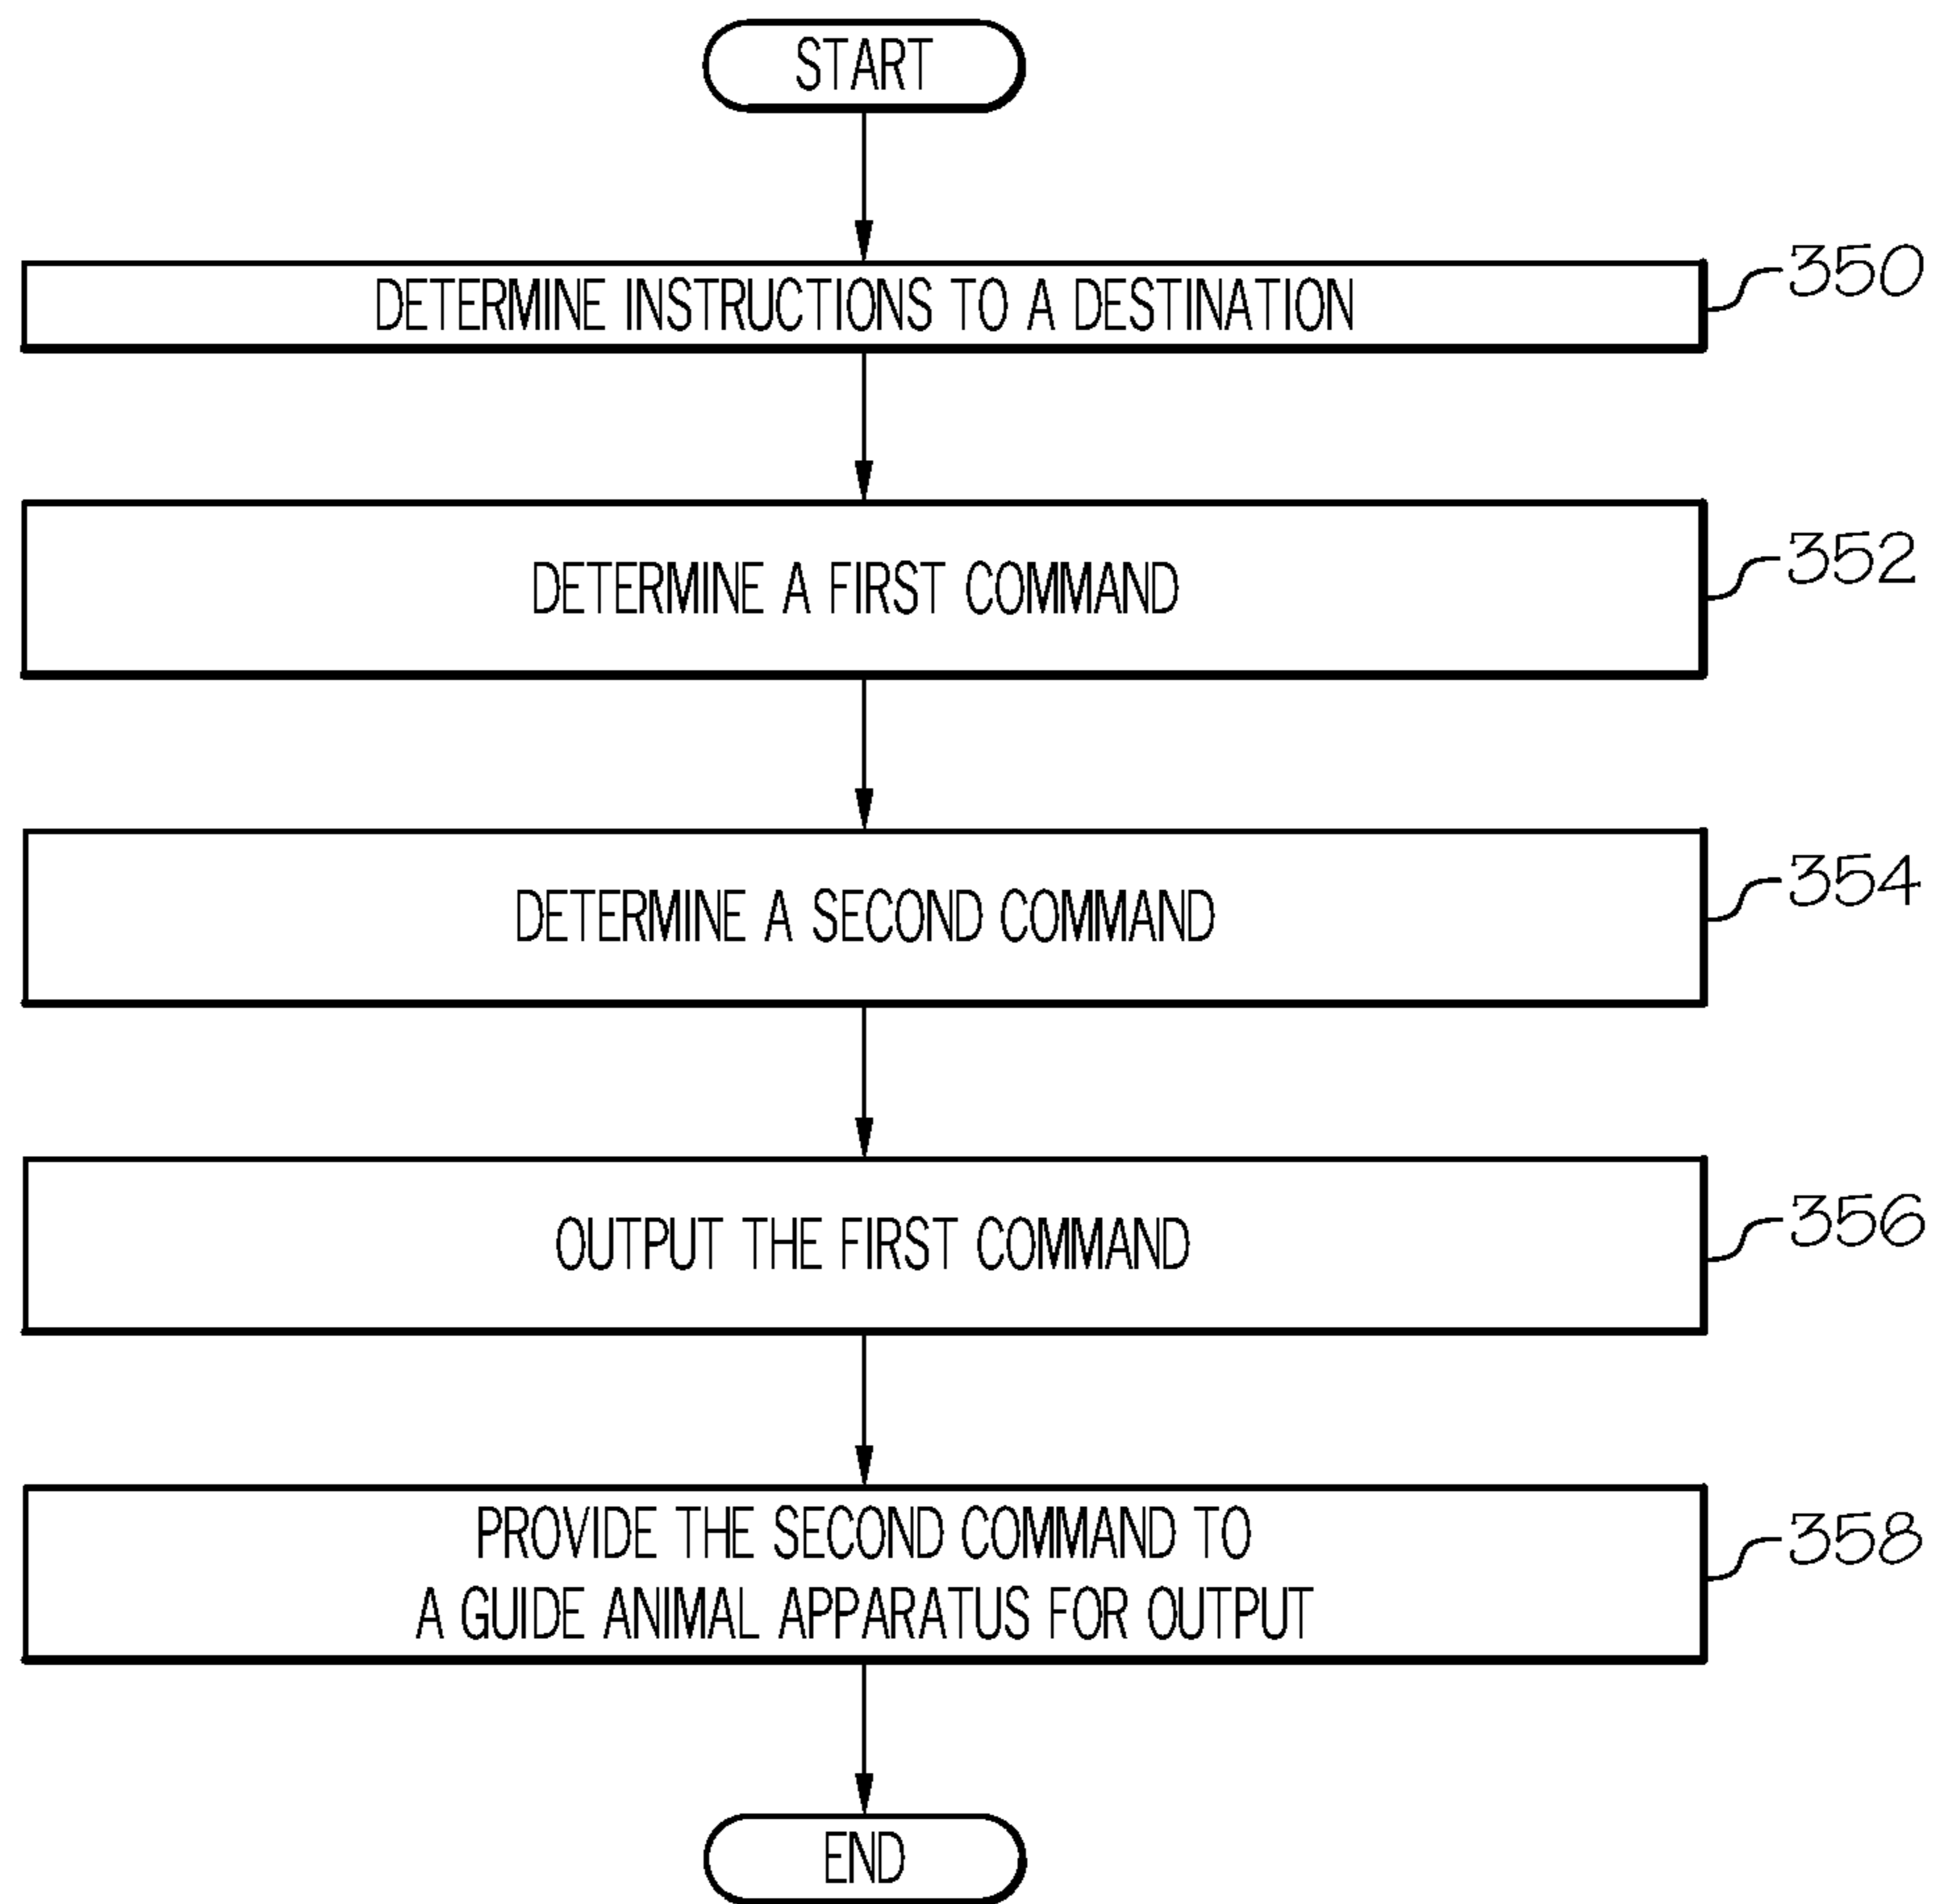 START
DETERMINE INSTRUCTIONS TO A DESTINATION
350
DETERMINE A FIRST COMMAND
352
DETERMINE A SECOND COMMAND
354
OUTPUT THE FIRST COMMAND
356
PROVIDE THE SECOND COMMAND TO
A GUIDE ANIMAL APPARATUS FOR OUTPUT
358
END